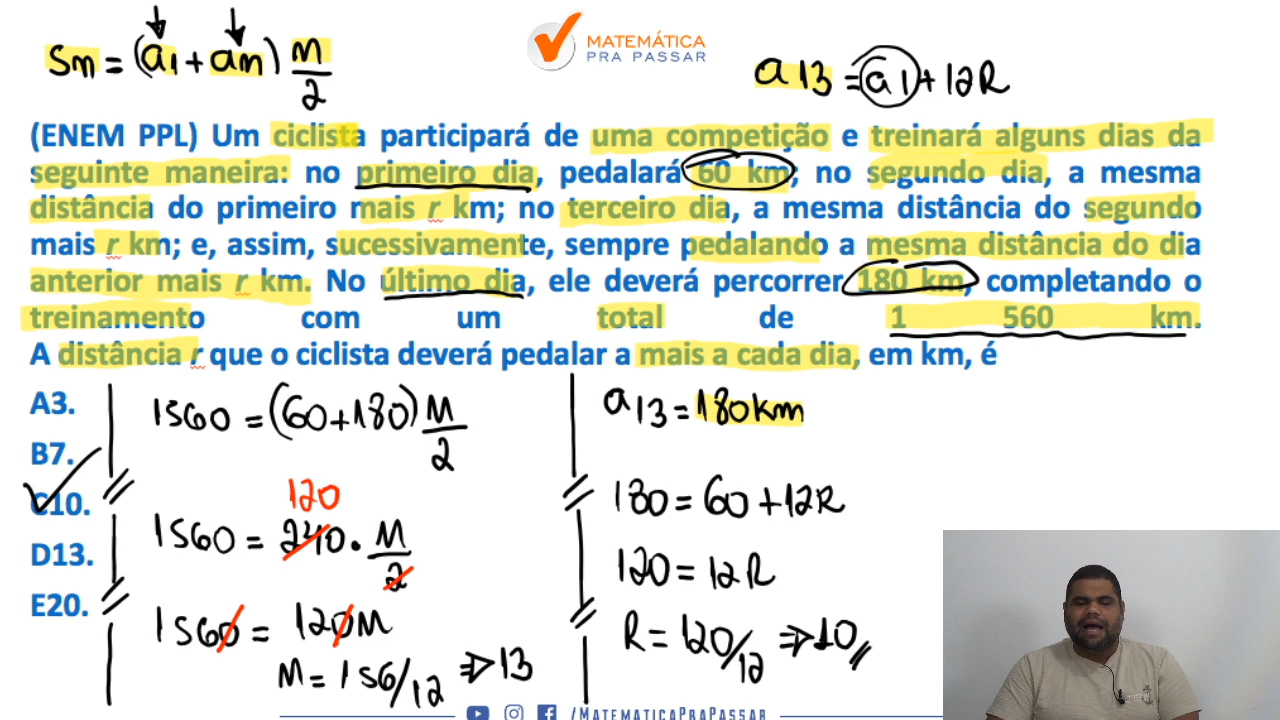 Sn = (a1 + an) n/2
MATEMÁTICA
PRA PASSAR
a13 = a1 + 12R
(ENEM PPL) Um ciclista participará de uma competição e treinará alguns dias da
seguinte maneira: no primeiro dia, pedalará 60 km; no segundo dia, a mesma
distância do primeiro mais r km; no terceiro dia, a mesma distância do segundo
mais r km; e, assim, sucessivamente, sempre pedalando a mesma distância do dia
anterior mais r km. No último dia, ele deverá percorrer 180 km, completando o
treinamento com um total de 1 560 km.
A distância r que o ciclista deverá pedalar a mais a cada dia, em km, é
A3.
B7.
C10.
D13.
E20.
1560 = (60+180) n/2
120
1560 = 240 . n/2
1560 = 120n
n = 156/12 => 13
a13 = 180km
180 = 60 + 12R
120 = 12R
R = 120/12 => 10
/MatematicaPraPassar